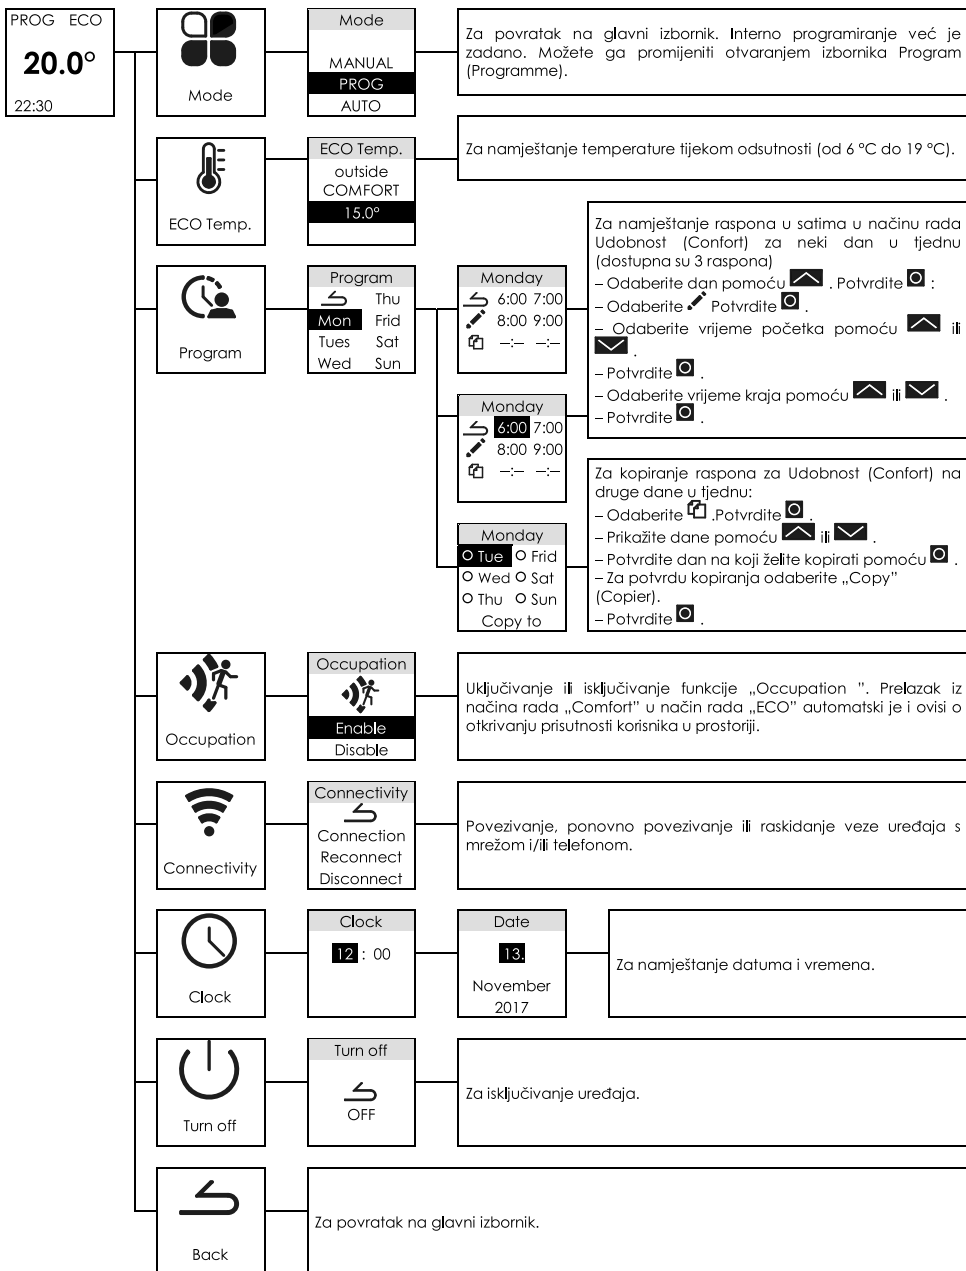 PROG ECO
20.0°
22:30
Mode
Mode
MANUAL
PROG
AUTO
Za povratak na glavni izbornik. Interno programiranje već je
zadano. Možete ga promijeniti otvaranjem izbornika Program
(Programme).
ECO Temp.
ECO Temp.
outside
COMFORT
15.0°
Za namještanje temperature tijekom odsutnosti (od 6 °C do 19 °C).
Program
Program
Thu
Mon Frid
Tues Sat
Wed Sun
Monday
6:00 7:00
8:00 9:00
–:– –:–
Monday
6:00 7:00
8:00 9:00
–:– –:–
Za namještanje raspona u satima u načinu rada
Udobnost (Confort) za neki dan u tjednu
(dostupna su 3 raspona)
– Odaberite dan pomoću . Potvrdite :
– Odaberite Potvrdite .
– Odaberite vrijeme početka pomoću ili
.
– Potvrdite .
– Odaberite vrijeme kraja pomoću ili .
– Potvrdite .
Monday
Tue Frid
Wed Sat
Thu Sun
Copy to
Za kopiranje raspona za Udobnost (Confort) na
druge dane u tjednu:
– Odaberite .Potvrdite .
– Prikažite dane pomoću ili .
– Potvrdite dan na koji želite kopirati pomoću .
– Za potvrdu kopiranja odaberite „Copy”
(Copier).
– Potvrdite .
Occupation
Occupation
Enable
Disable
Uključivanje ili isključivanje funkcije „Occupation ”. Prelazak iz
načina rada „Comfort” u način rada „ECO” automatski je i ovisi o
otkrivanju prisutnosti korisnika u prostoriji.
Connectivity
Connectivity
Connection
Reconnect
Disconnect
Povezivanje, ponovno povezivanje ili raskidanje veze uređaja s
mrežom i/ili telefonom.
Clock
Clock
12 : 00
Date
13.
November
2017
Za namještanje datuma i vremena.
Turn off
Turn off
OFF
Za isključivanje uređaja.
Back
Za povratak na glavni izbornik.